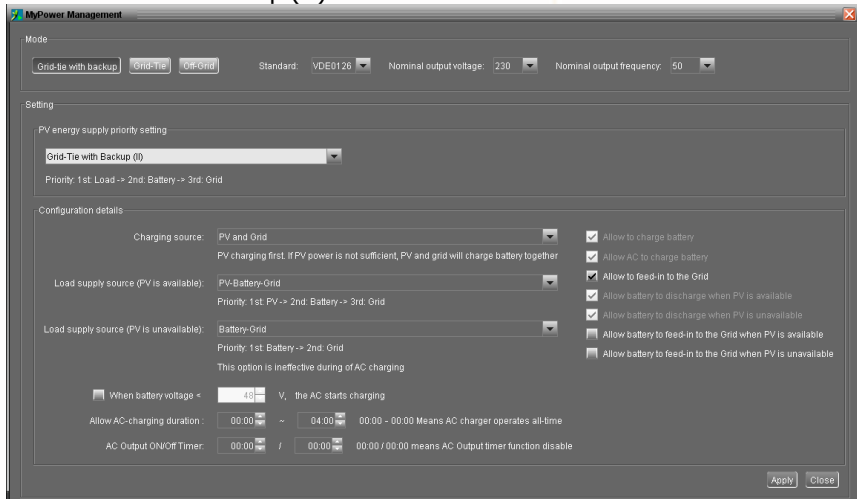 MyPower Management
Mode
Grid-tie with backup Grid-Tie Off-Grid Standard: VDE0126 Nominal output voltage: 230 Nominal output frequency: 50
Setting
PV energy supply priority setting
Grid-Tie with Backup (II)
Priority: 1st: Load -> 2nd: Battery -> 3rd: Grid
Configuration details
Charging source: PV and Grid
PV charging first. If PV power is not sufficient, PV and grid will charge battery together
Load supply source (PV is available): PV-Battery-Grid
Priority: 1st: PV -> 2nd: Battery -> 3rd: Grid
Load supply source (PV is unavailable): Battery-Grid
Priority: 1st: Battery -> 2nd: Grid
This option is ineffective during of AC charging
Allow to charge battery
Allow AC to charge battery
Allow to feed-in to the Grid
Allow battery to discharge when PV is available
Allow battery to discharge when PV is unavailable
Allow battery to feed-in to the Grid when PV is available
Allow battery to feed-in to the Grid when PV is unavailable
When battery voltage < 48 V, the AC starts charging
Allow AC-charging duration : 00:00 ~ 04:00 00:00 - 00:00 Means AC charger operates all-time
AC Output ON/Off Timer: 00:00 / 00:00 00:00 / 00:00 means AC Output timer function disable
Apply Close